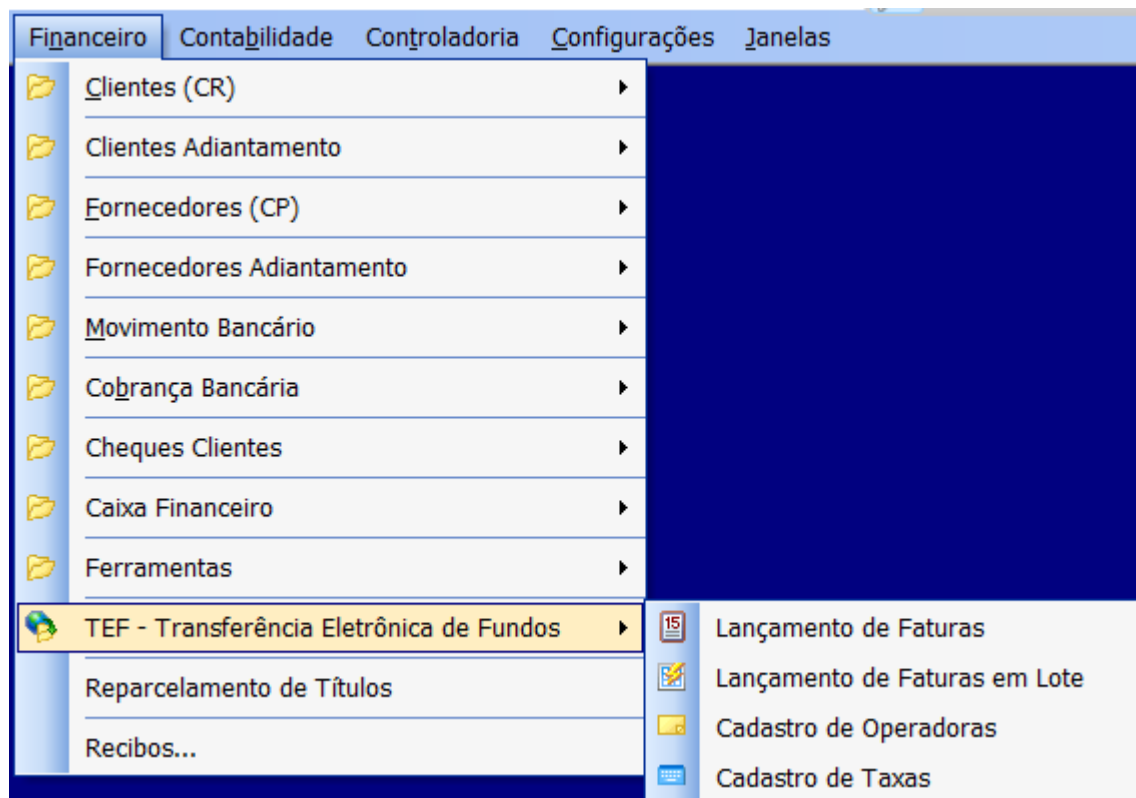 Financeiro Contabilidade Controladoria Configurações Janelas
Clientes (CR)
Clientes Adiantamento
Fornecedores (CP)
Fornecedores Adiantamento
Movimento Bancário
Cobrança Bancária
Cheques Clientes
Caixa Financeiro
Ferramentas
TEF - Transferência Eletrônica de Fundos
15 Lançamento de Faturas
Reparcelamento de Títulos
Lançamento de Faturas em Lote
Cadastro de Operadoras
Recibos...
Cadastro de Taxas